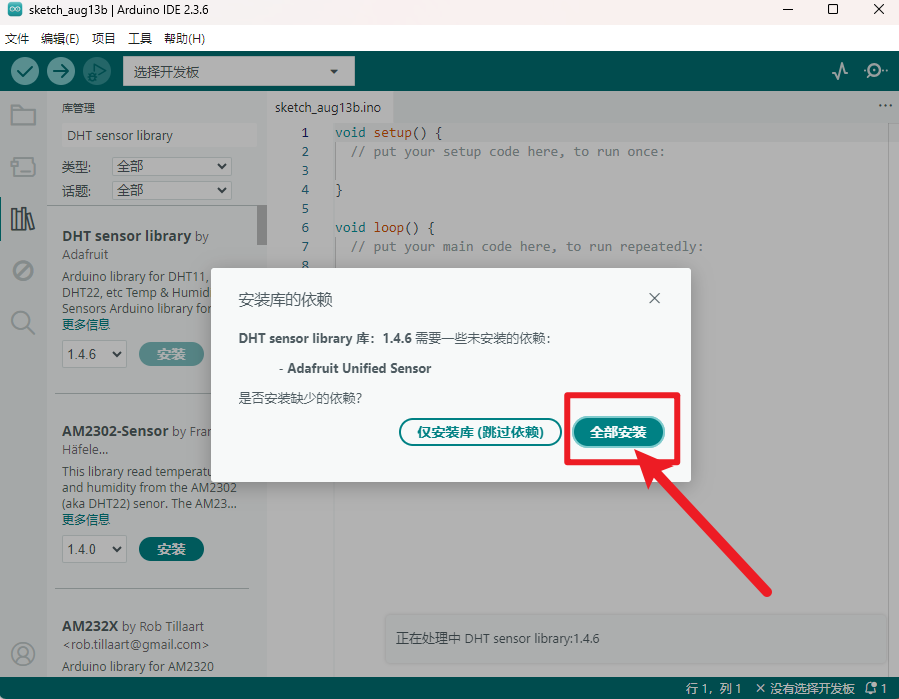 sketch_aug13b | Arduino IDE 2.3.6
文件 编辑(E) 项目 工具 帮助(H)
选择开发板
库管理
DHT sensor library
类型: 全部
话题: 全部
DHT sensor library by
Adafruit
Arduino library for DHT11,
DHT22, etc Temp & Humid
Sensors Arduino library for
更多信息
1.4.6 安装
AM2302-Sensor by Fran
Häfele...
This library read temperatu
and humidity from the AM2302
(aka DHT22) senor. The AM23...
更多信息
1.4.0 安装
AM232X by Rob Tillaart
<rob.tillaart@gmail.com>
Arduino library for AM2320
sketch_aug13b.ino
1 void setup() {
2 // put your setup code here, to run once:
3
4 }
5
6 void loop() {
7 // put your main code here, to run repeatedly:
8
安装库的依赖
DHT sensor library 库：1.4.6 需要一些未安装的依赖：
- Adafruit Unified Sensor
是否安装缺少的依赖？
仅安装库 (跳过依赖) 全部安装
正在处理中 DHT sensor library:1.4.6
行 1，列 1 × 没有选择开发板 1